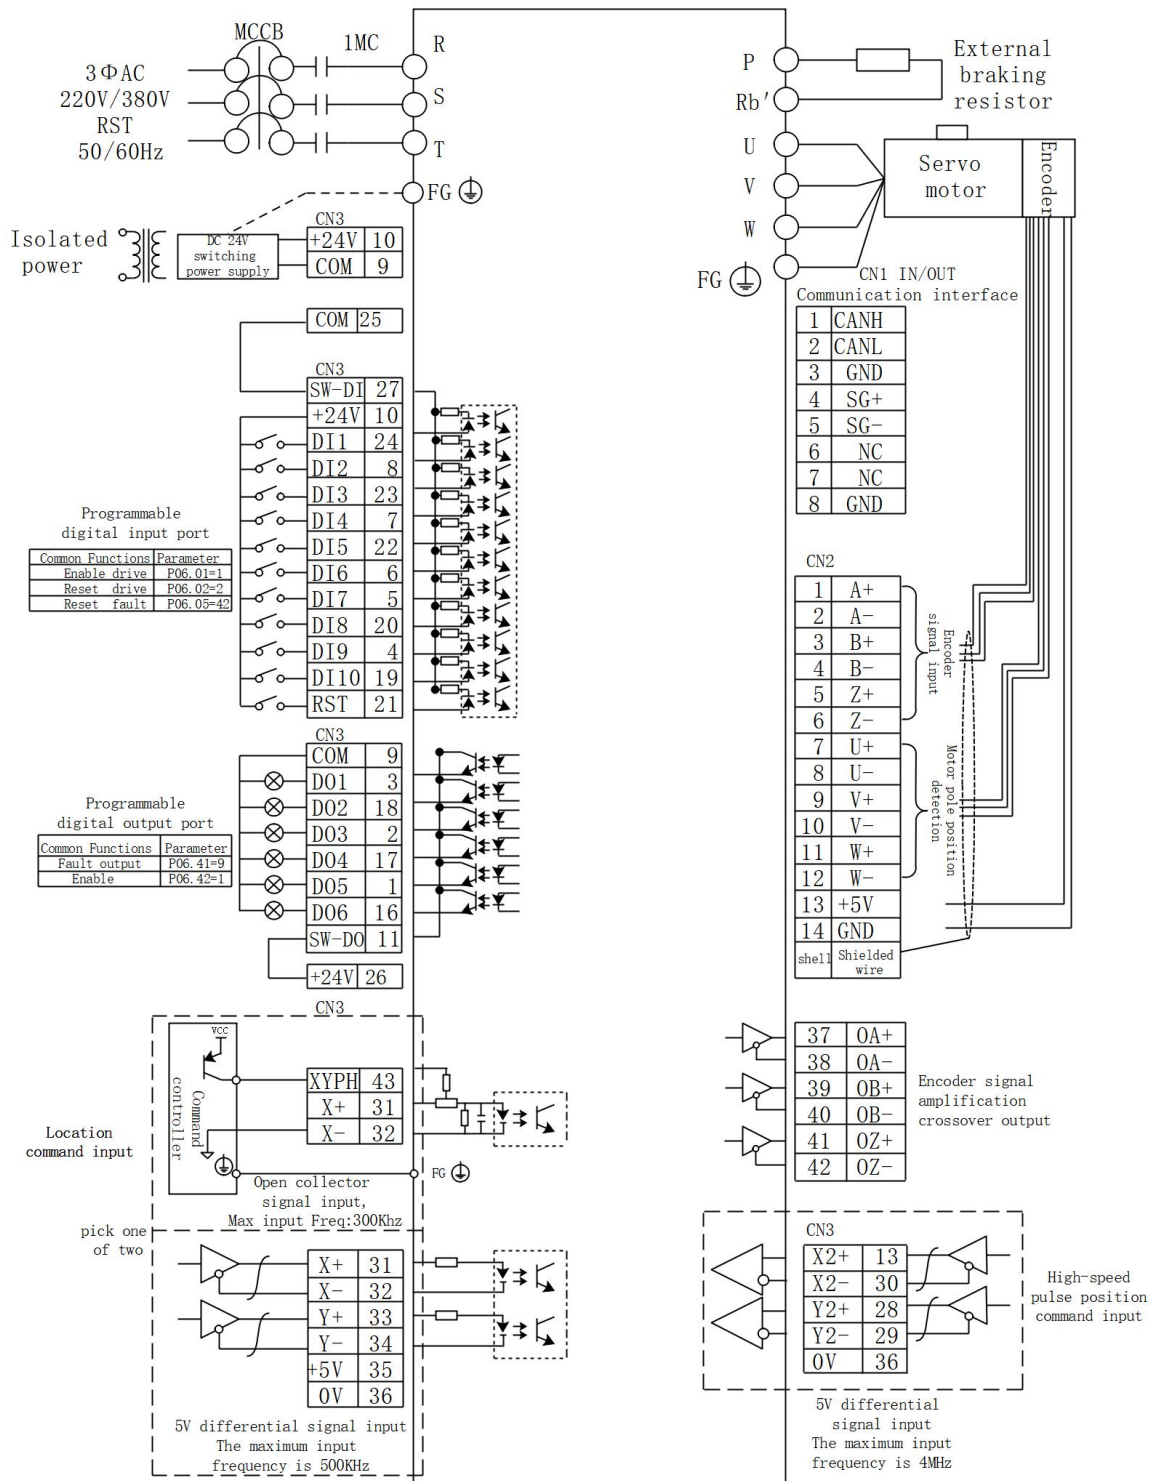 MCCB
1MC
3ΦAC
220V/380V
RST
50/60Hz
R
S
T
FG
Isolated
power
DC 24V
switching
power supply
CN3
+24V 10
COM 9
COM 25
CN3
SW-DI 27
+24V 10
DI1 24
DI2 8
DI3 23
DI4 7
DI5 22
DI6 6
DI7 5
DI8 20
DI9 4
DI10 19
RST 21
Programmable
digital input port
Common Functions Parameter
Enable drive P06.01=1
Reset drive P06.02=2
Reset fault P06.05=42
CN3
COM 9
DO1 3
DO2 18
DO3 2
DO4 17
DO5 1
DO6 16
SW-DO 11
+24V 26
Programmable
digital output port
Common Functions Parameter
Fault output P06.41=9
Enable P06.42=1
CN3
VCC
Command
controller
XYPH 43
X+ 31
X- 32
FG
Location
command input
Open collector
signal input,
Max input Freq:300Khz
pick one
of two
X+ 31
X- 32
Y+ 33
Y- 34
+5V 35
0V 36
5V differential signal input
The maximum input
frequency is 500KHz
P
Rb'
External
braking
resistor
U
V
W
FG
Servo
motor
Encoder
CN1 IN/OUT
Communication interface
1 CANH
2 CANL
3 GND
4 SG+
5 SG-
6 NC
7 NC
8 GND
CN2
1 A+
2 A-
3 B+
4 B-
5 Z+
6 Z-
7 U+
8 U-
9 V+
10 V-
11 W+
12 W-
13 +5V
14 GND
shell Shielded
wire
Encoder
signal input
Motor pole position
detection
37 OA+
38 OA-
39 OB+
40 OB-
41 OZ+
42 OZ-
Encoder signal
amplification
crossover output
CN3
X2+ 13
X2- 30
Y2+ 28
Y2- 29
0V 36
High-speed
pulse position
command input
5V differential
signal input
The maximum input
frequency is 4MHz